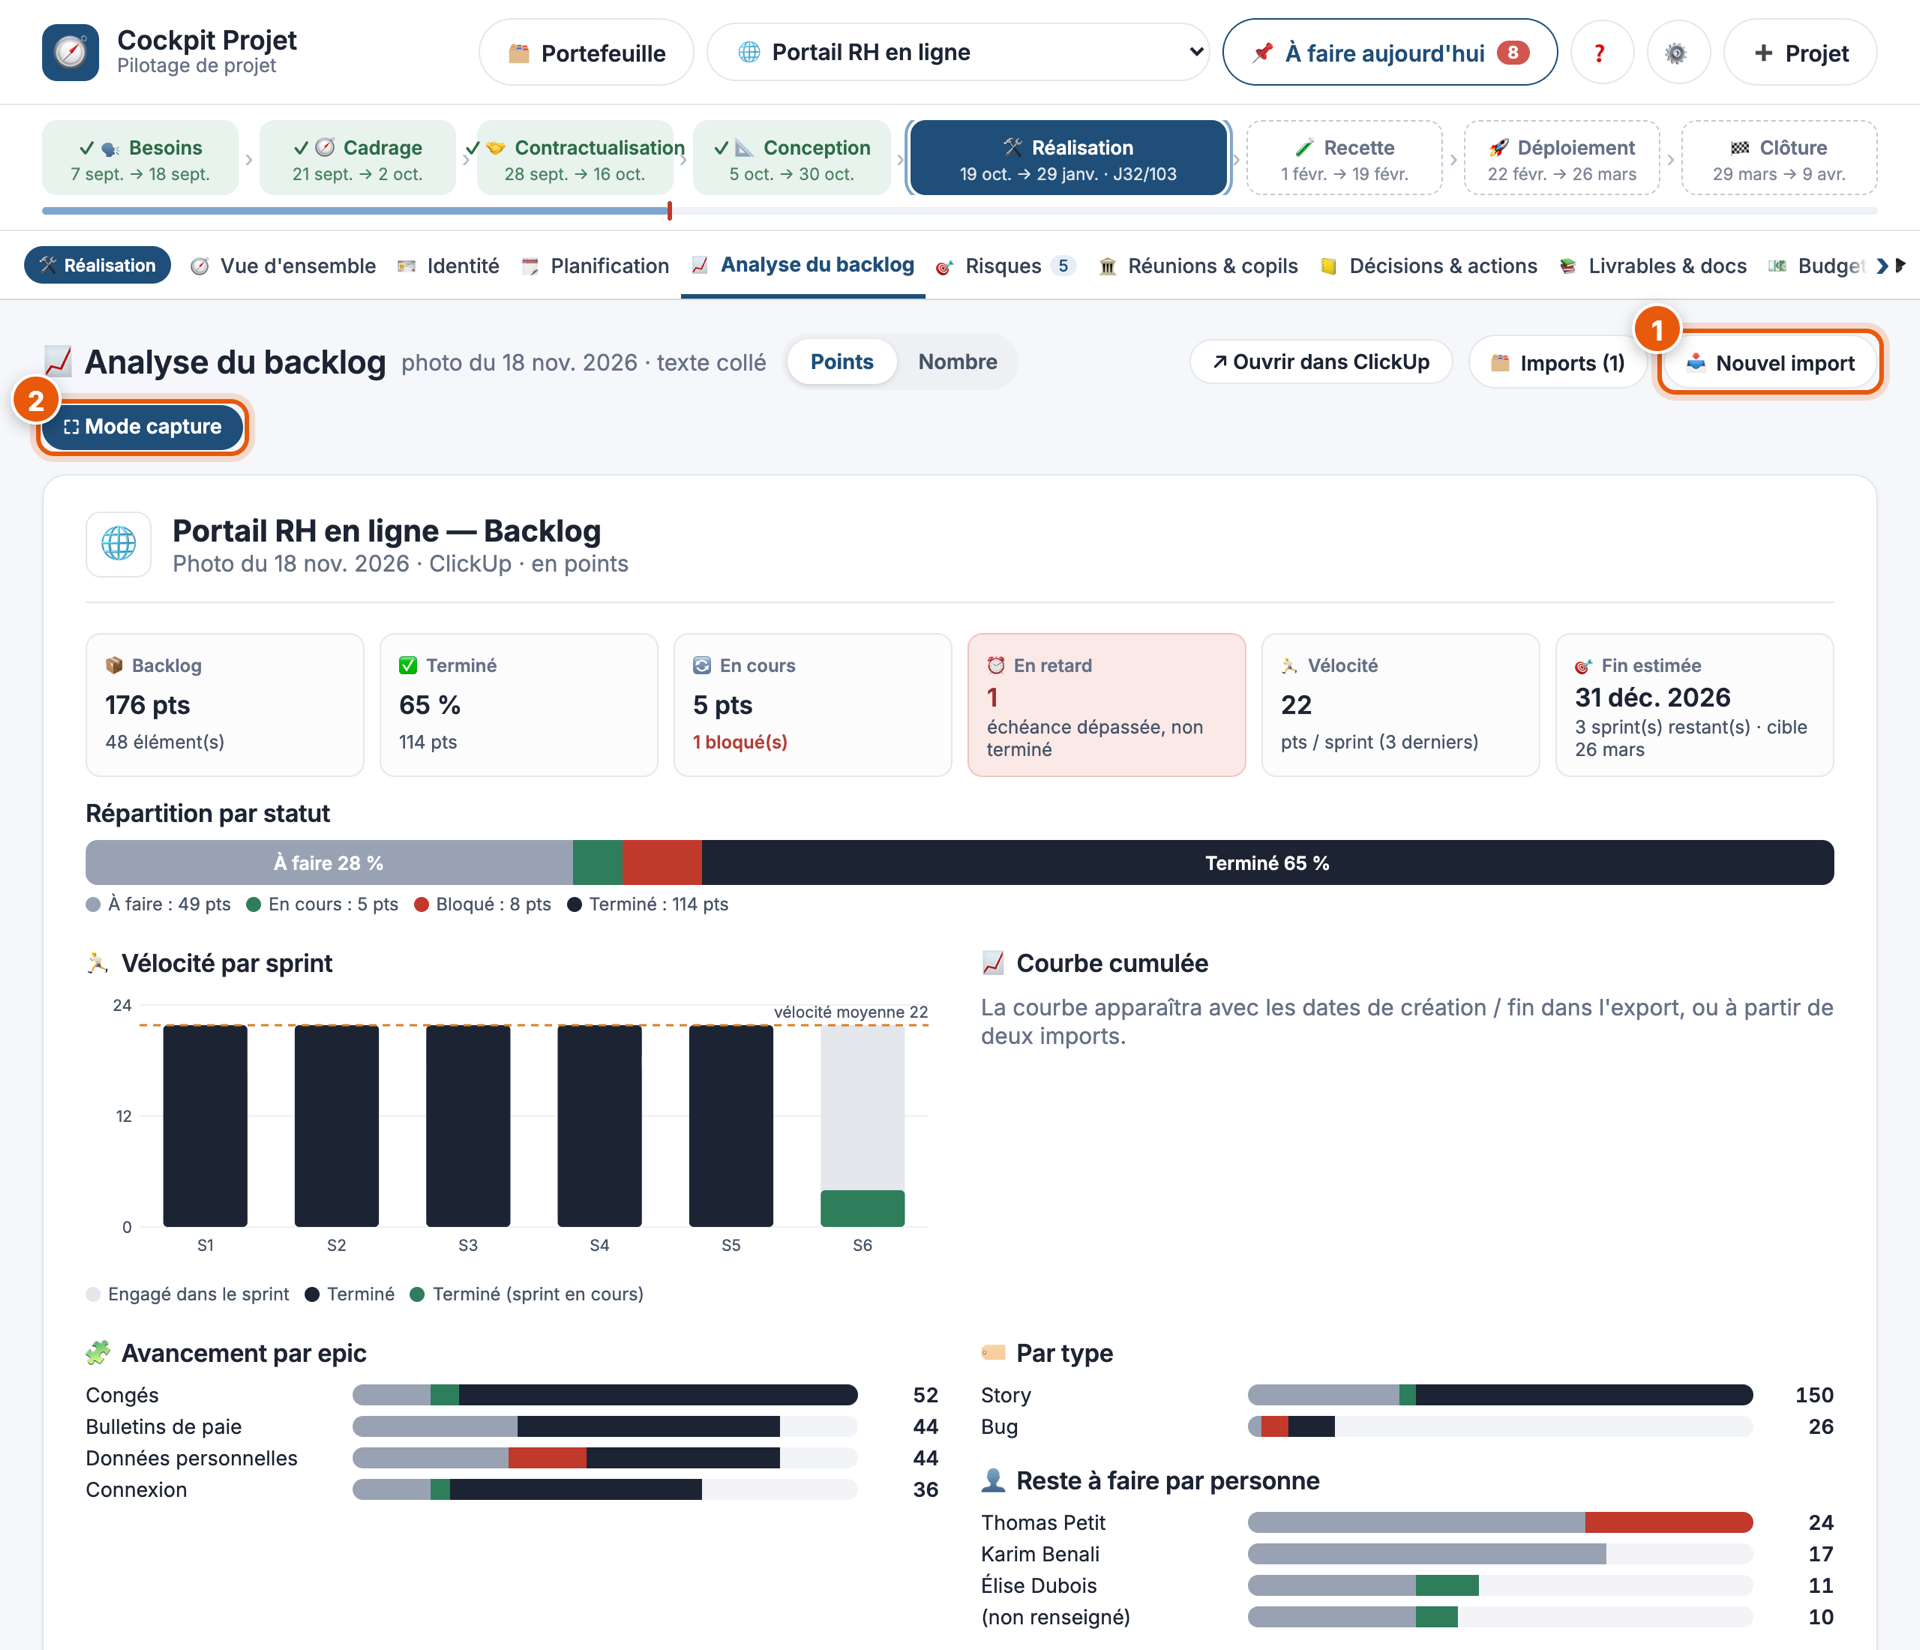 Cockpit Projet
Pilotage de projet
Portefeuille
Portail RH en ligne
À faire aujourd'hui 8
?
+ Projet
✓ Besoins
7 sept. → 18 sept.
✓ Cadrage
21 sept. → 2 oct.
✓ Contractualisation
28 sept. → 16 oct.
✓ Conception
5 oct. → 30 oct.
Réalisation
19 oct. → 29 janv. · J32/103
Recette
1 févr. → 19 févr.
Déploiement
22 févr. → 26 mars
Clôture
29 mars → 9 avr.
Réalisation
Vue d'ensemble
Identité
Planification
Analyse du backlog
Risques 5
Réunions & copils
Décisions & actions
Livrables & docs
Budget
Analyse du backlog
photo du 18 nov. 2026 · texte collé
Points
Nombre
↗ Ouvrir dans ClickUp
Imports (1)
1
Nouvel import
2
Mode capture
Portail RH en ligne — Backlog
Photo du 18 nov. 2026 · ClickUp · en points
Backlog
176 pts
48 élément(s)
Terminé
65 %
114 pts
En cours
5 pts
1 bloqué(s)
En retard
1
échéance dépassée, non
terminé
Vélocité
22
pts / sprint (3 derniers)
Fin estimée
31 déc. 2026
3 sprint(s) restant(s) · cible
26 mars
Répartition par statut
À faire 28 %
Terminé 65 %
À faire : 49 pts
En cours : 5 pts
Bloqué : 8 pts
Terminé : 114 pts
Vélocité par sprint
24
vélocité moyenne 22
12
0
S1
S2
S3
S4
S5
S6
Engagé dans le sprint
Terminé
Terminé (sprint en cours)
Courbe cumulée
La courbe apparaîtra avec les dates de création / fin dans l'export, ou à partir de
deux imports.
Avancement par epic
Congés 52
Bulletins de paie 44
Données personnelles 44
Connexion 36
Par type
Story 150
Bug 26
Reste à faire par personne
Thomas Petit 24
Karim Benali 17
Élise Dubois 11
(non renseigné) 10